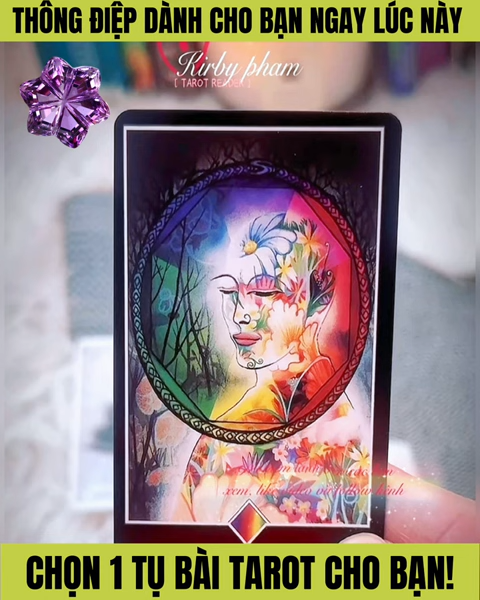 THÔNG ĐIỆP DÀNH CHO BẠN NGAY LÚC NÀY
Kirby pham
[ TAROT READER ]
CHỌN 1 TỤ BÀI TAROT CHO BẠN!